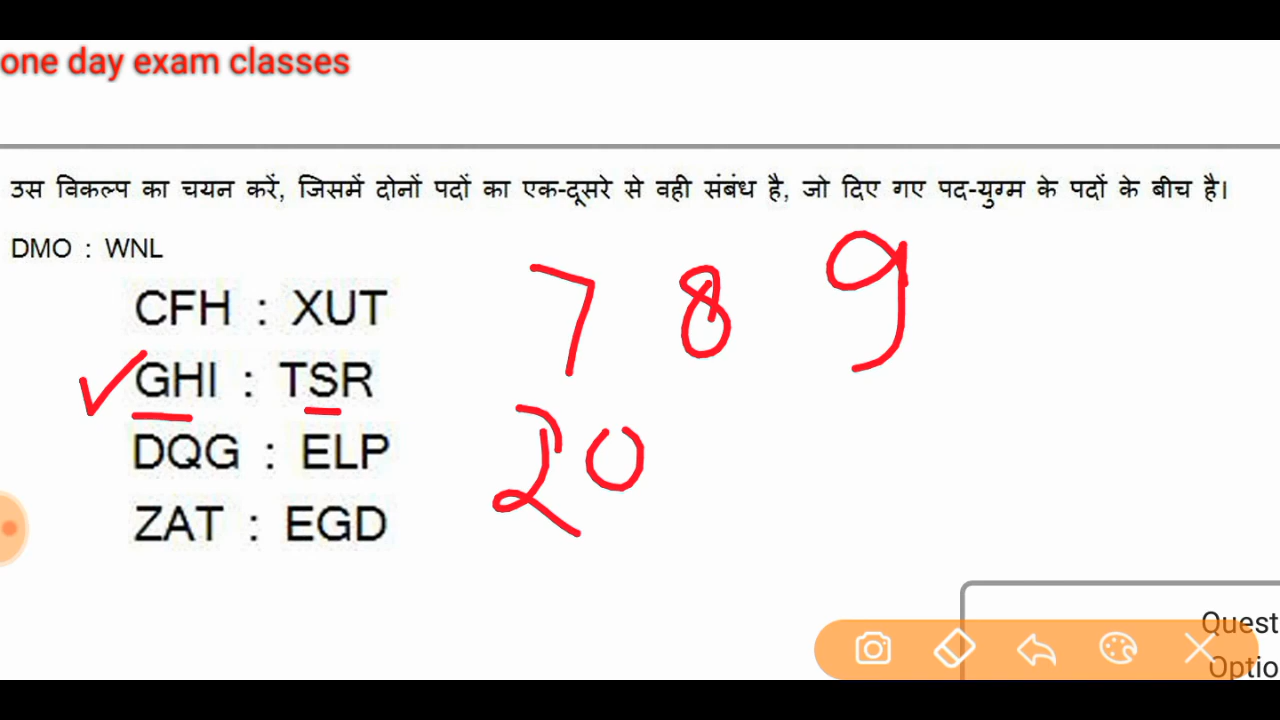 one day exam classes
उस विकल्प का चयन करें, जिसमें दोनों पदों का एक-दूसरे से वही संबंध है, जो दिए गए पद-युग्म के पदों के बीच है।
DMO : WNL
CFH : XUT
7 8 9
GHI : TSR
DQG : ELP
20
ZAT : EGD
Quest
Optio